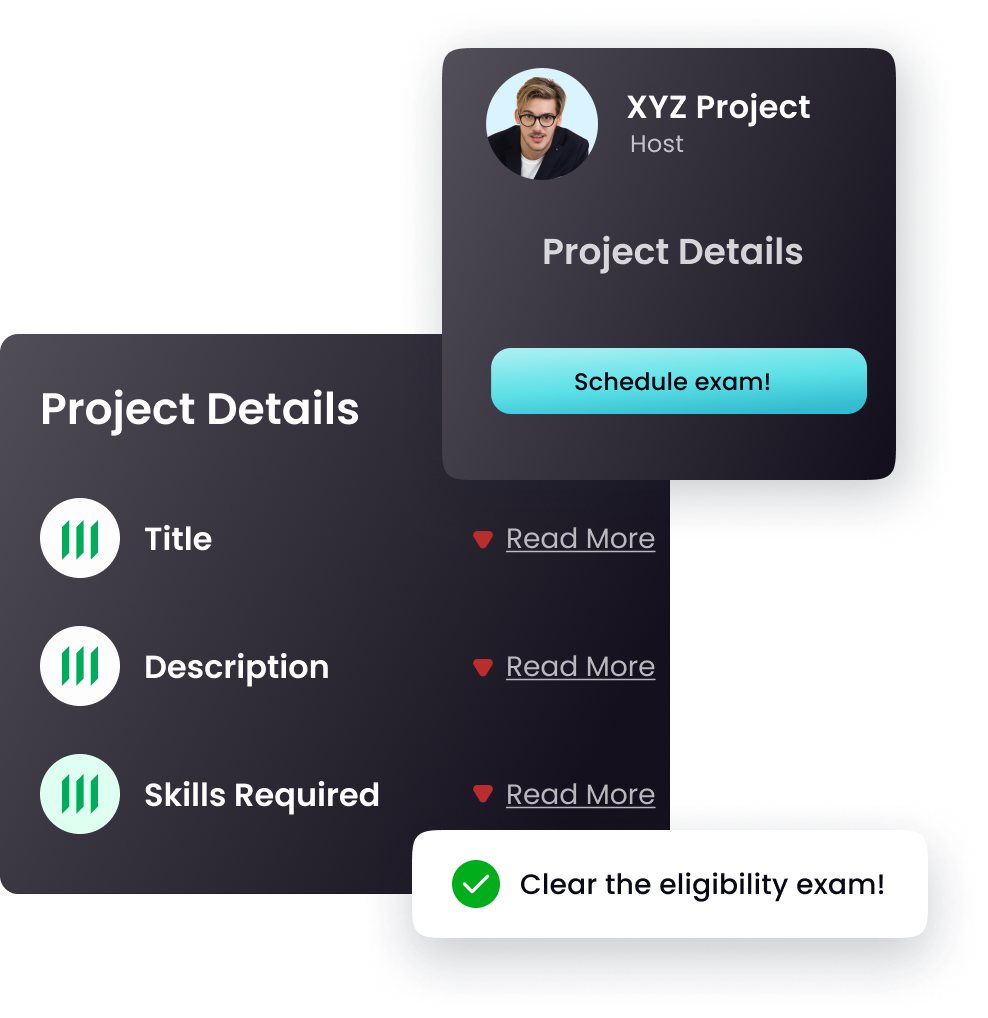 XYZ Project
Host
Project Details
Schedule exam!
Project Details
Title
Read More
Description
Read More
Skills Required
Read More
Clear the eligibility exam!